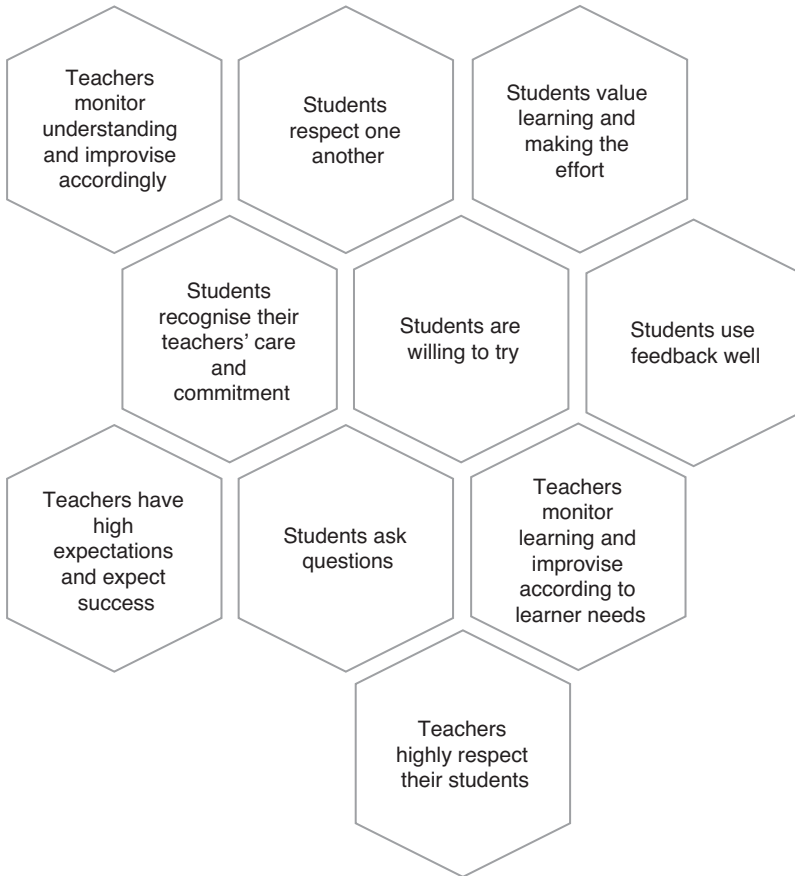 Teachers
monitor
understanding
and improvise
accordingly
Students
respect one
another
Students value
learning and
making the
effort
Students
recognise their
teachers’ care
and
commitment
Students are
willing to try
Students use
feedback well
Teachers have
high
expectations
and expect
success
Students ask
questions
Teachers
monitor
learning and
improvise
according to
learner needs
Teachers
highly respect
their students